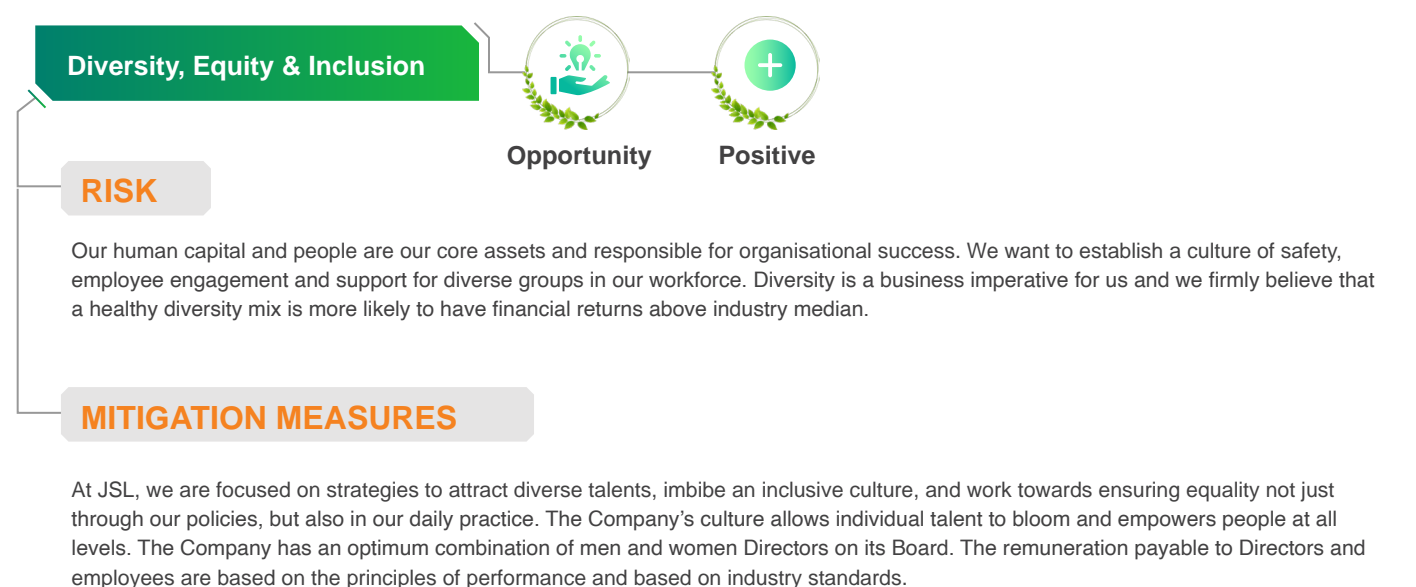 Diversity, Equity & Inclusion
Opportunity
Positive
RISK
Our human capital and people are our core assets and responsible for organisational success. We want to establish a culture of safety,
employee engagement and support for diverse groups in our workforce. Diversity is a business imperative for us and we firmly believe that
a healthy diversity mix is more likely to have financial returns above industry median.
MITIGATION MEASURES
At JSL, we are focused on strategies to attract diverse talents, imbibe an inclusive culture, and work towards ensuring equality not just
through our policies, but also in our daily practice. The Company’s culture allows individual talent to bloom and empowers people at all
levels. The Company has an optimum combination of men and women Directors on its Board. The remuneration payable to Directors and
employees are based on the principles of performance and based on industry standards.